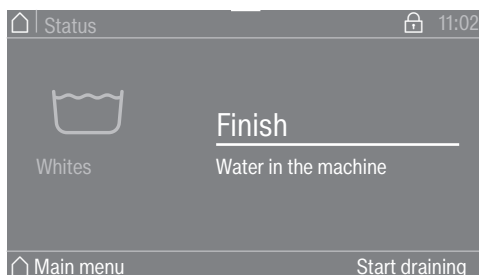 Status
11:02
Finish
Whites
Water in the machine
Main menu
Start draining